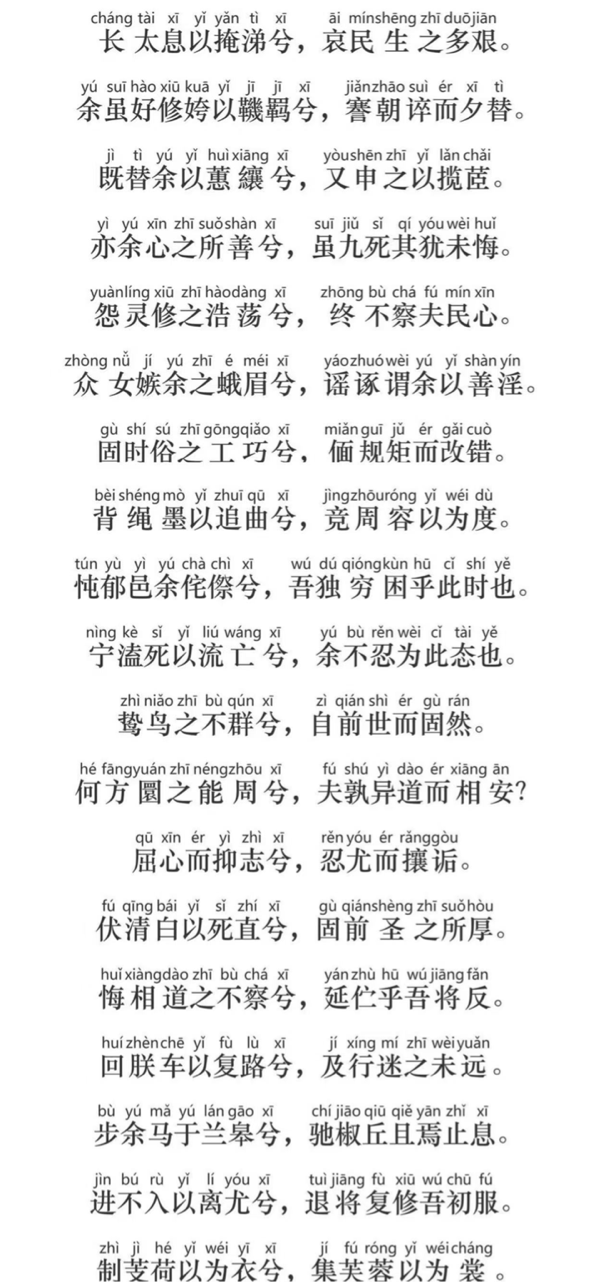 cháng tài xī yǐ yǎn tì xī āi mínshēng zhī duōjiān
长太息以掩涕兮，哀民生之多艰。
yú suī hào xiū kuā yǐ jī jī xī jiǎnzhāo suì ér xī tì
余虽好修姱以鞿羁兮，謇朝谇而夕替。
jì tì yú yǐ huì xiāng xī yòushēn zhī yǐ lǎn chǎi
既替余以蕙纕兮，又申之以揽茝。
yì yú xīn zhī suǒshàn xī suī jiǔ sǐ qí yóuwèi huǐ
亦余心之所善兮，虽九死其犹未悔。
yuànlíng xiū zhī hàodàng xī zhōng bù chá fú mín xīn
怨灵修之浩荡兮，终不察夫民心。
zhòng nǚ jí yú zhī é méi xī yáozhuó wèi yú yǐ shàn yín
众女嫉余之蛾眉兮，谣诼谓余以善淫。
gù shí sú zhī gōngqiǎo xī miǎn guī jǔ ér gǎi cuò
固时俗之工巧兮，偭规矩而改错。
bèi shéng mò yǐ zhuī qū xī jìngzhōuróng yǐ wéi dù
背绳墨以追曲兮，竞周容以为度。
tún yù yì yú chà chì xī wú dú qióngkùn hū cǐ shí yě
忳郁邑余侘傺兮，吾独穷困乎此时也。
nìng kè sǐ yǐ liú wáng xī yú bù rěn wèi cǐ tài yě
宁溘死以流亡兮，余不忍为此态也。
zhì niǎo zhī bù qún xī zì qián shì ér gù rán
鸷鸟之不群兮，自前世而固然。
hé fāngyuán zhī néngzhōu xī fú shú yì dào ér xiāng ān
何方圜之能周兮，夫孰异道而相安？
qū xīn ér yì zhì xī rěn yóu ér rǎnggòu
屈心而抑志兮，忍尤而攘诟。
fú qīng bái yǐ sǐ zhí xī gù qiánshèng zhī suǒ hòu
伏清白以死直兮，固前圣之所厚。
huǐ xiàngdào zhī bù chá xī yán zhù hū wú jiāng fǎn
悔相道之不察兮，延伫乎吾将反。
huí zhèn chē yǐ fù lù xī jí xíng mí zhī wèiyuǎn
回朕车以复路兮，及行迷之未远。
bù yú mǎ yú lán gāo xī chí jiāo qiū qiě yān zhǐ xī
步余马于兰皋兮，驰椒丘且焉止息。
jìn bú rù yǐ lí yóu xī tuì jiāng fù xiū wú chū fú
进不入以离尤兮，退将复修吾初服。
zhì jì hé yǐ wéi yī xī jí fú róng yǐ wéicháng
制芰荷以为衣兮，集芙蓉以为裳。